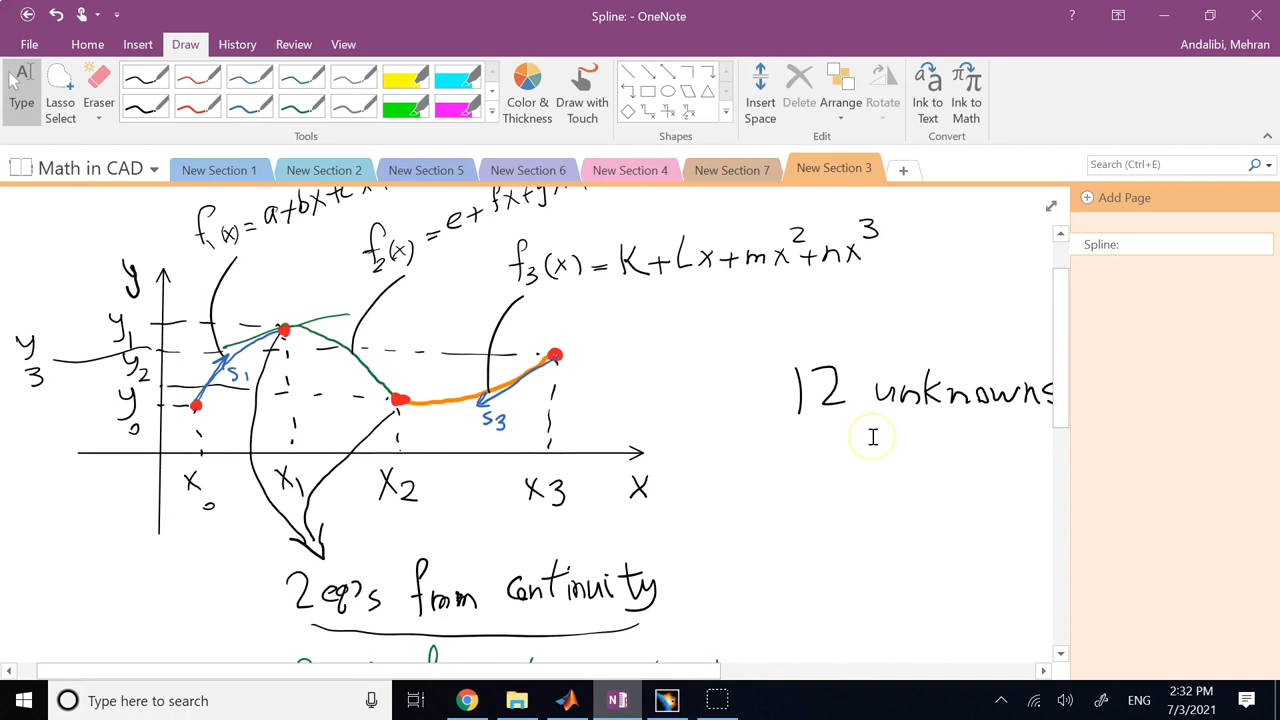 Spline: - OneNote
File Home Insert Draw History Review View
Andalibi, Mehran
Type
Lasso Select
Eraser
Color & Thickness
Draw with Touch
Insert Space
Delete
Arrange
Rotate
Ink to Text
Ink to Math
Tools
Shapes
Edit
Convert
Math in CAD
New Section 1
New Section 2
New Section 5
New Section 6
New Section 4
New Section 7
New Section 3
Search (Ctrl+E)
Add Page
Spline:
f1(x)=a+bx+
f2(x) = e+fx+
f3(x)=K+Lx+mx^2+nx^3
y
y1
y3
y2
y0
S1
S3
12 unknowns
x0
x1
x2
x3
x
2 eq's from continuity
Type here to search
ENG
2:32 PM
7/3/2021